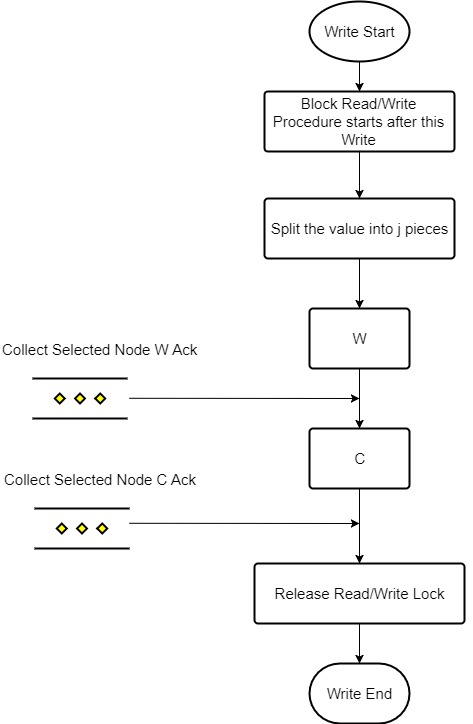 Write Start
Block Read/Write
Procedure starts after this
Write
Split the value into j pieces
W
Collect Selected Node W Ack
C
Collect Selected Node C Ack
Release Read/Write Lock
Write End